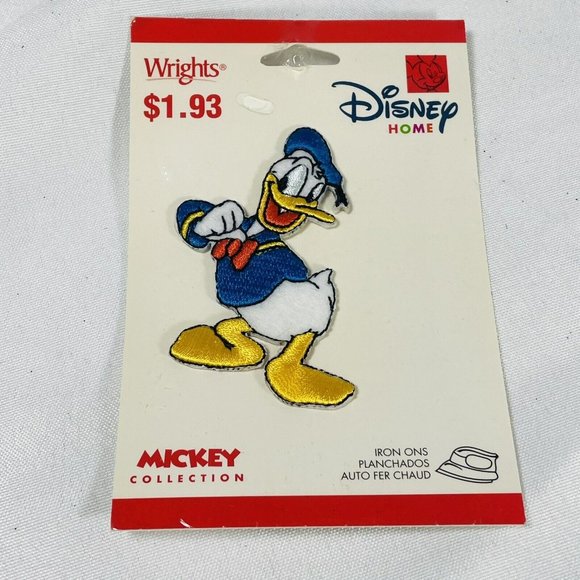 Wrights®
$1.93
Disney
HOME
MICKEY
COLLECTION
IRON ONS
PLANCHADOS
AUTO FER CHAUD